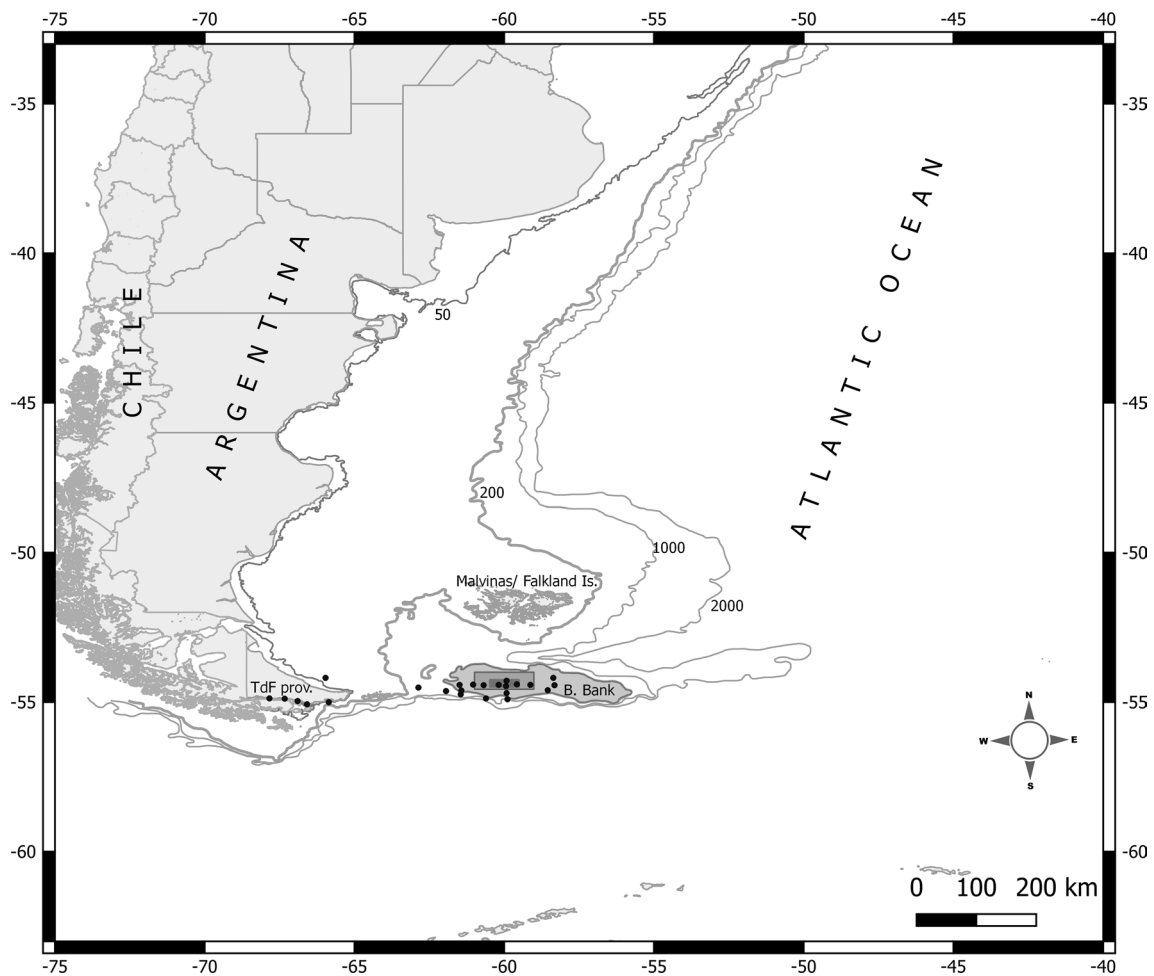 -75 -70 -65 -60 -55 -50 -45 -40
-35 -35
ATLANTIC OCEAN
-40 -40
ARGENTINA
CHILE
50
-45 -45
200
1000
-50 -50
Malvinas/ Falkland Is.
2000
TdF prov.
B. Bank
-55 -55
N
W E
S
-60 -60
0 100 200 km
-75 -70 -65 -60 -55 -50 -45 -40